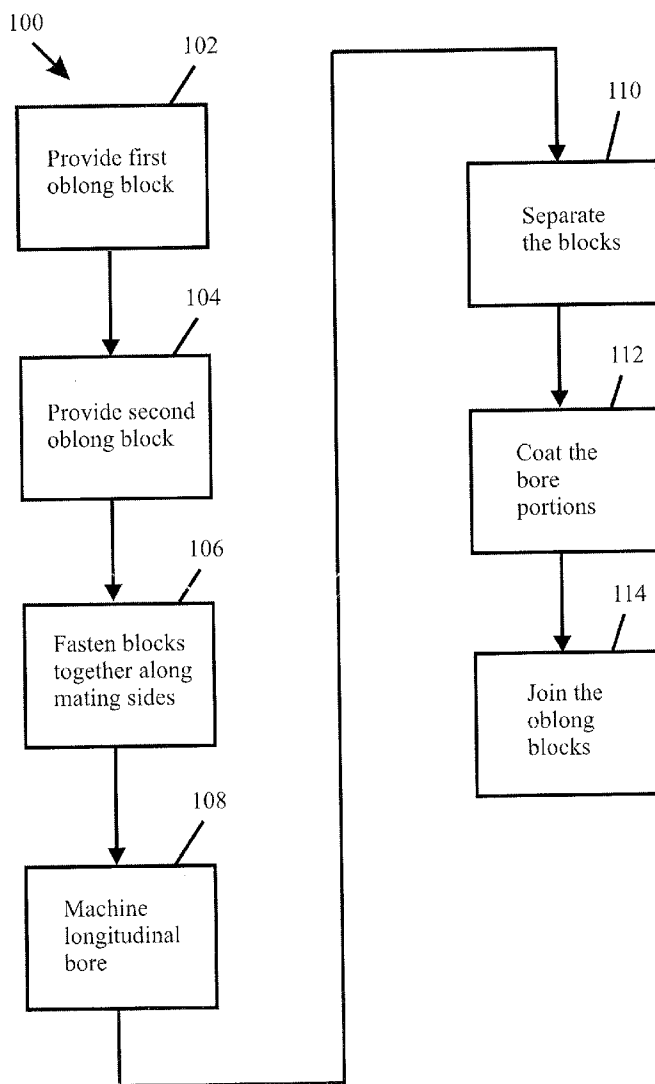 100
102
Provide first
oblong block
104
Provide second
oblong block
106
Fasten blocks
together along
mating sides
108
Machine
longitudinal
bore
110
Separate
the blocks
112
Coat the
bore
portions
114
Join the
oblong
blocks